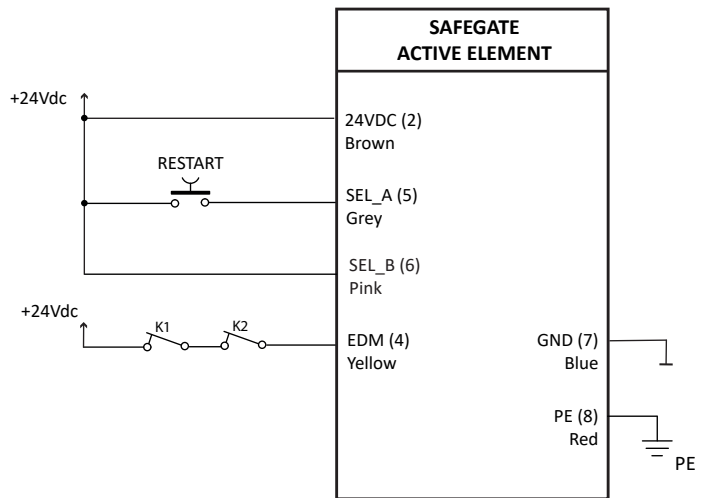 SAFEGATE
ACTIVE ELEMENT
+24Vdc
24VDC (2)
Brown
RESTART
SEL_A (5)
Grey
SEL_B (6)
Pink
+24Vdc
K1
K2
EDM (4)
Yellow
GND (7)
Blue
PE (8)
Red
PE